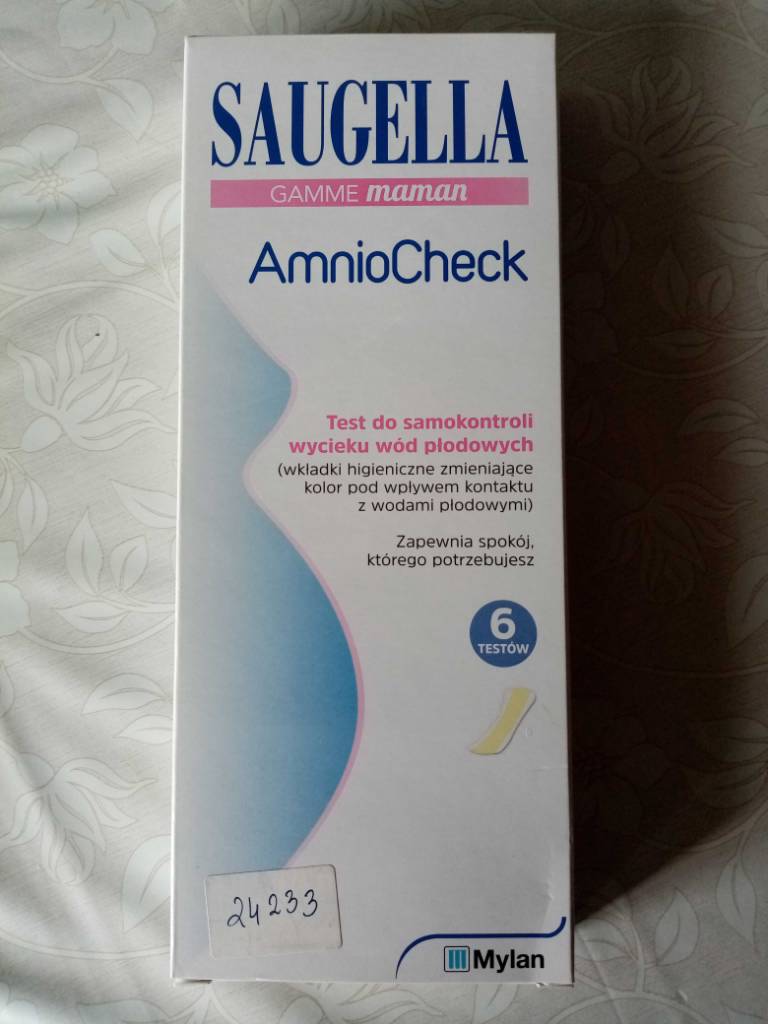 SAUGELLA
GAMME maman
AmnioCheck
Test do samokontroli
wycieku wód płodowych
(wkladki higieniczne zmieniające
kolor pod wpływem kontaktu
z wodami płodowymi)
Zapewnia spokój,
którego potrzebujesz
6
TESTÓW
24233
Mylan